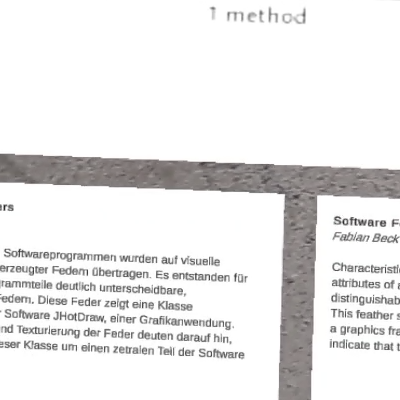 1 method
ers
Softwareprogrammen wurden auf visuelle
erzeugter Federn übertragen. Es entstanden für
grammteile deutlich unterscheidbare,
Federn. Diese Feder zeigt eine Klasse
r Software JHotDraw, einer Grafikanwendung.
nd Texturierung der Feder deuten darauf hin,
eser Klasse um einen zetralen Teil der Software
Software F
Fabian Beck
Characteristi
attributes of a
distinguishab
This feather s
a graphics fra
indicate that t